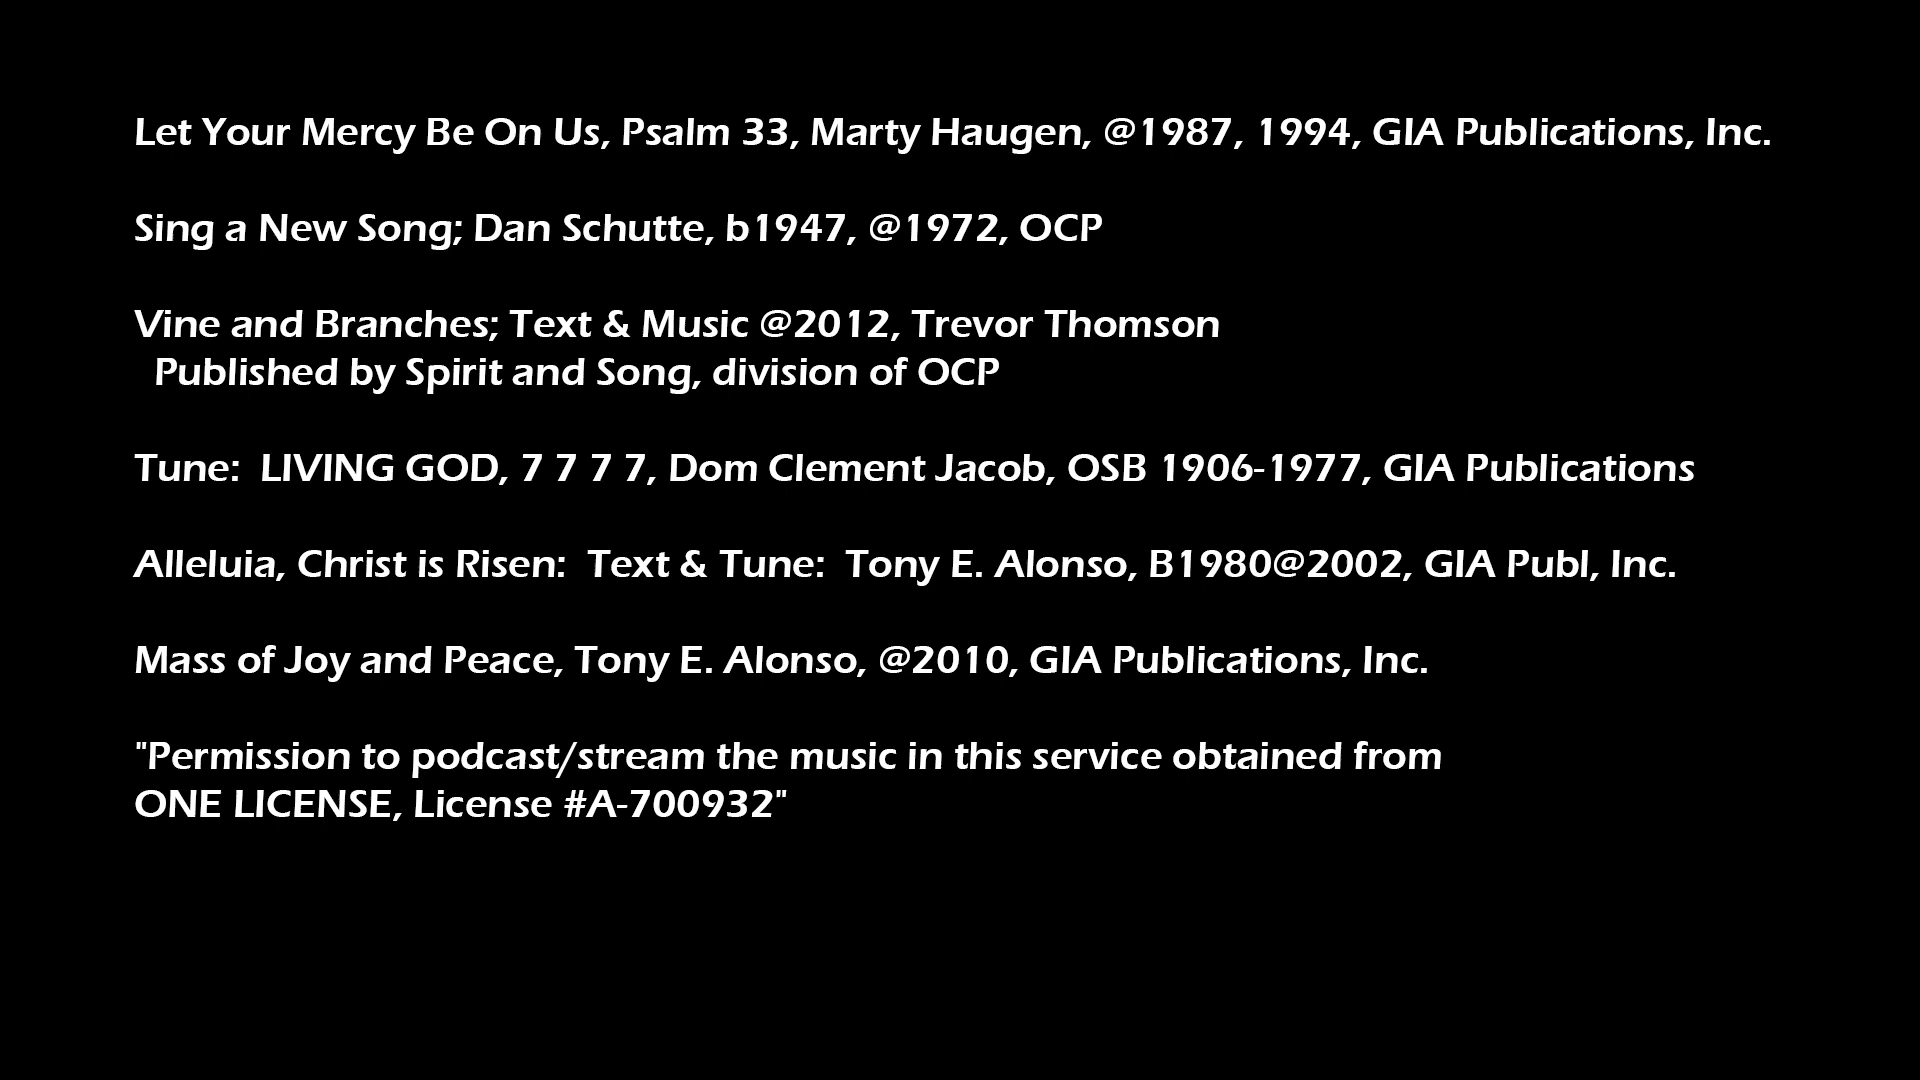 Let Your Mercy Be On Us, Psalm 33, Marty Haugen, @1987, 1994, GIA Publications, Inc.
Sing a New Song; Dan Schutte, b1947, @1972, OCP
Vine and Branches; Text & Music @2012, Trevor Thomson
Published by Spirit and Song, division of OCP
Tune:  LIVING GOD, 7 7 7 7, Dom Clement Jacob, OSB 1906-1977, GIA Publications
Alleluia, Christ is Risen:  Text & Tune:  Tony E. Alonso, B1980@2002, GIA Publ, Inc.
Mass of Joy and Peace, Tony E. Alonso, @2010, GIA Publications, Inc.
"Permission to podcast/stream the music in this service obtained from
ONE LICENSE, License #A-700932"